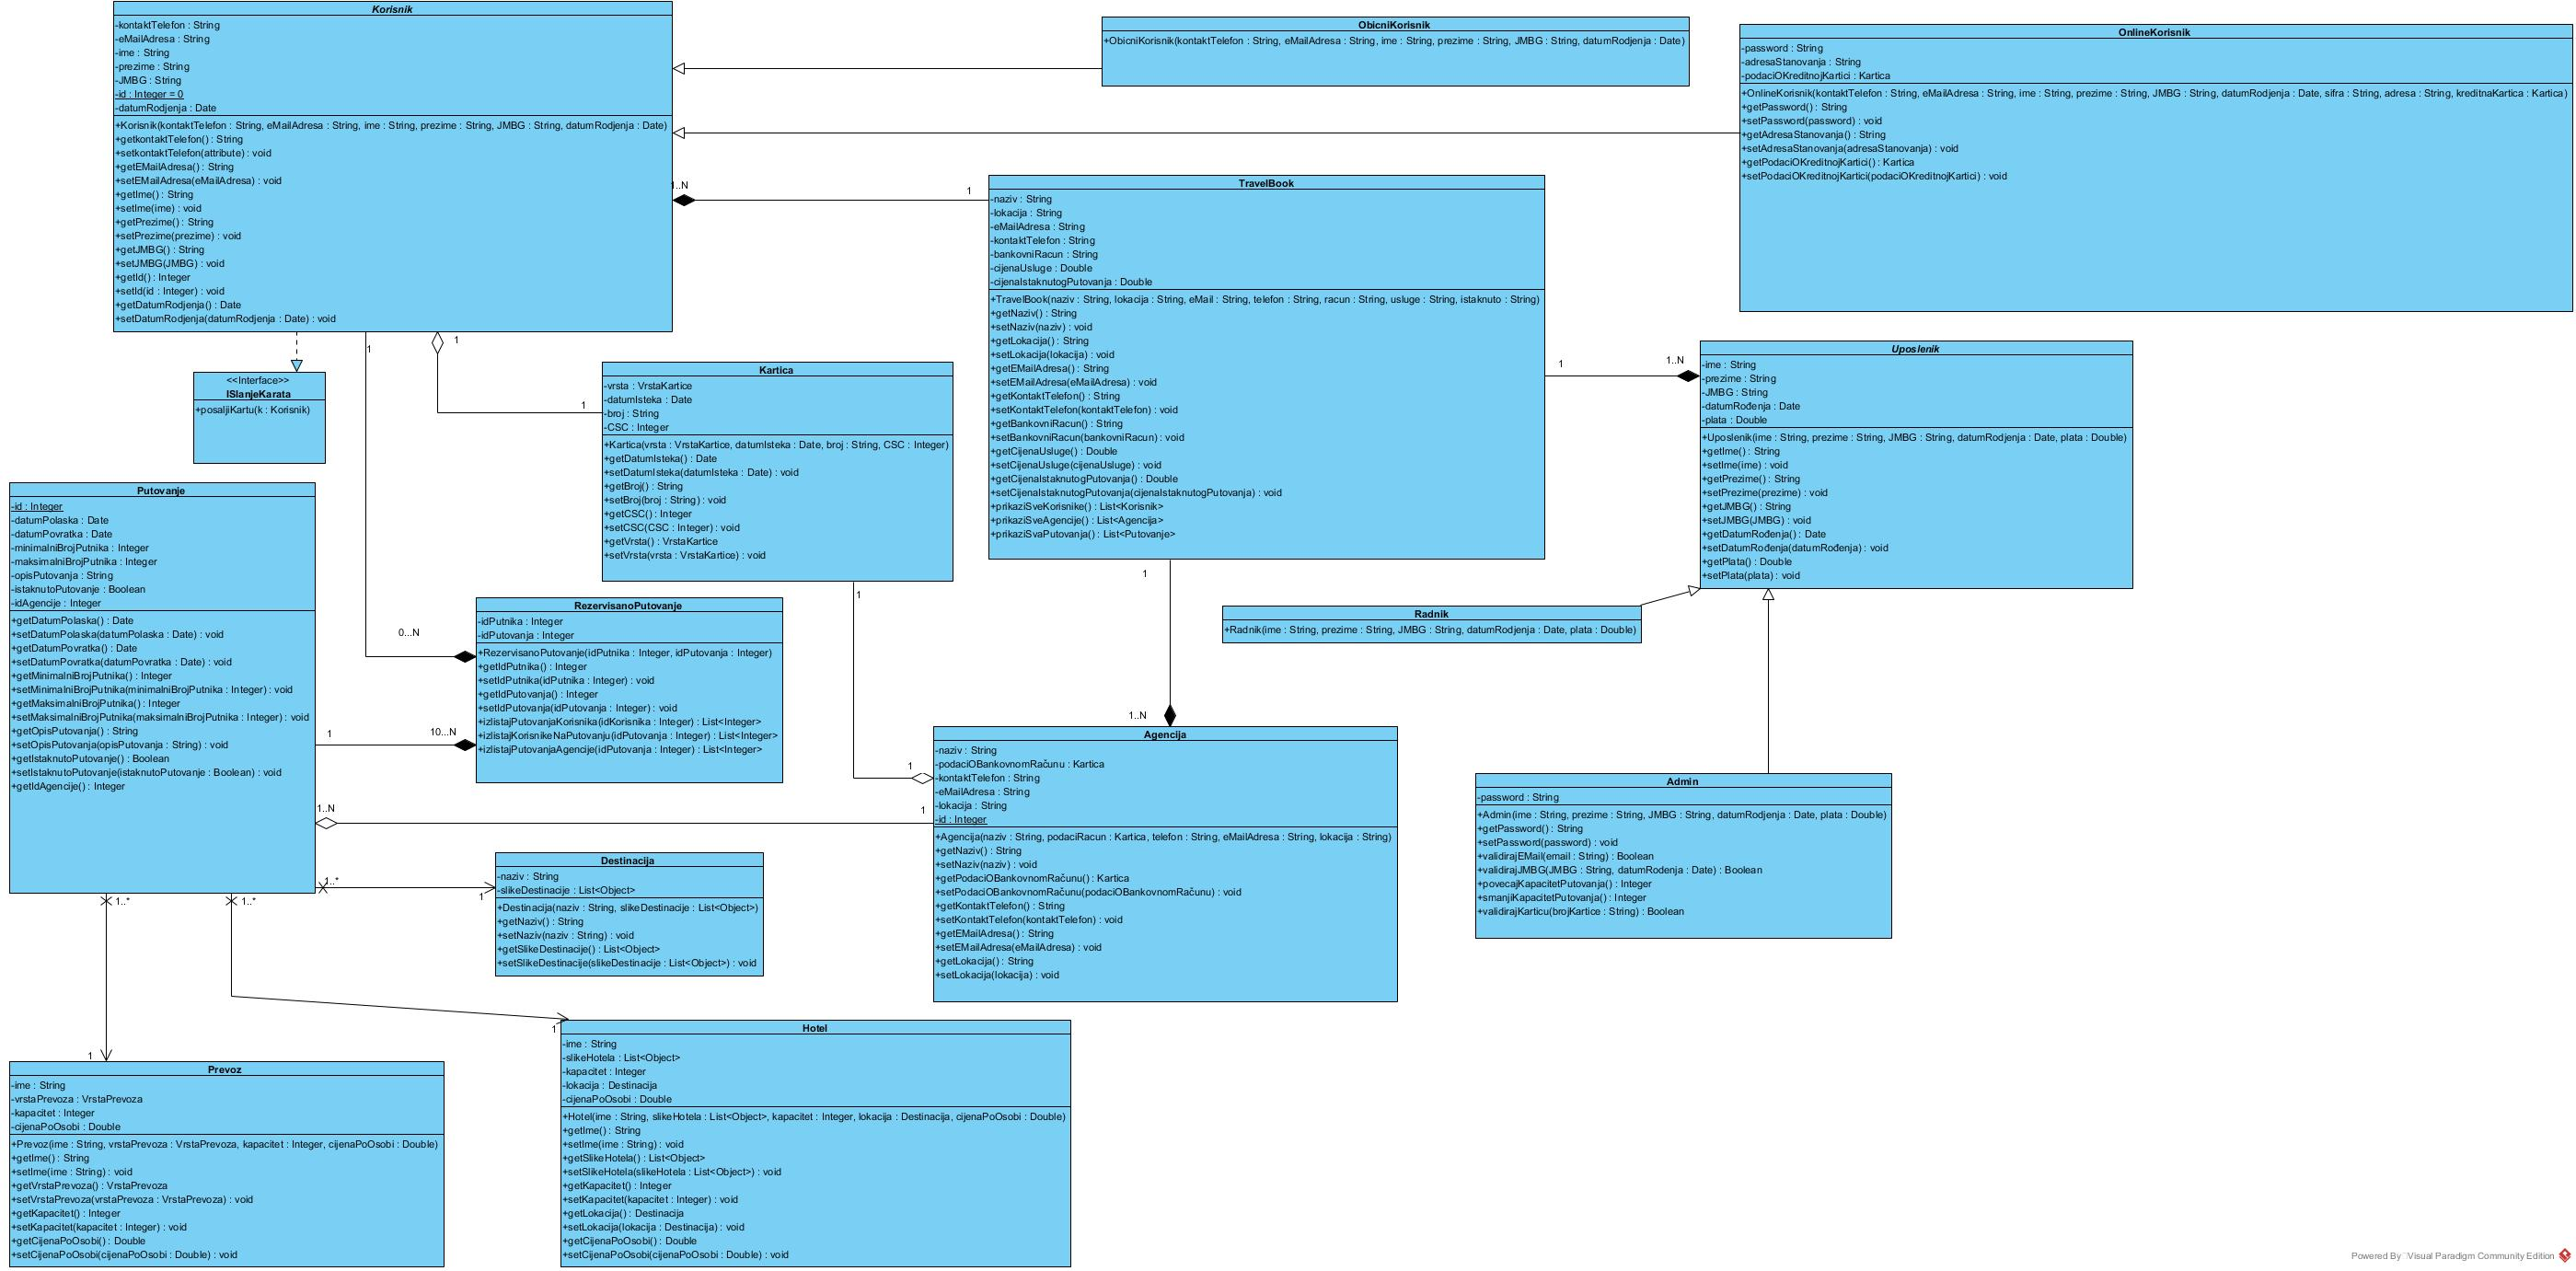 Korisnik
-kontaktTelefon : String
-eMailAdresa : String
-ime : String
-prezime : String
-JMBG : String
-id : Integer = 0
-datumRodjenja : Date
+Korisnik(kontaktTelefon : String, eMailAdresa : String, ime : String, prezime : String, JMBG : String, datumRodjenja : Date)
+getkontaktTelefon() : String
+setkontaktTelefon(attribute) : void
+getEMailAdresa() : String
+setEMailAdresa(eMailAdresa) : void
+getIme() : String
+setIme(ime) : void
+getPrezime() : String
+setPrezime(prezime) : void
+getJMBG() : String
+setJMBG(JMBG) : void
+getId() : Integer
+setId(id : Integer) : void
+getDatumRodjenja() : Date
+setDatumRodjenja(datumRodjenja : Date) : void
ObicniKorisnik
+ObicniKorisnik(kontaktTelefon : String, eMailAdresa : String, ime : String, prezime : String, JMBG : String, datumRodjenja : Date)
OnlineKorisnik
-password : String
-adresaStanovanja : String
-podaciOKreditnojKartici : Kartica
+OnlineKorisnik(kontaktTelefon : String, eMailAdresa : String, ime : String, prezime : String, JMBG : String, datumRodjenja : Date, sifra : String, adresa : String, kreditnaKartica : Kartica)
+getPassword() : String
+setPassword(password) : void
+getAdresaStanovanja() : String
+setAdresaStanovanja(adresaStanovanja) : void
+getPodaciOKreditnojKartici() : Kartica
+setPodaciOKreditnojKartici(podaciOKreditnojKartici) : void
1..N
1
TravelBook
-naziv : String
-lokacija : String
-eMailAdresa : String
-kontaktTelefon : String
-bankovniRacun : String
-cijenaUsluge : Double
-cijenaIstaknutogPutovanja : Double
+TravelBook(naziv : String, lokacija : String, eMail : String, telefon : String, racun : String, usluge : String, istaknuto : String)
+getNaziv() : String
+setNaziv(naziv) : void
+getLokacija() : String
+setLokacija(lokacija) : void
+getEMailAdresa() : String
+setEMailAdresa(eMailAdresa) : void
+getKontaktTelefon() : String
+setKontaktTelefon(kontaktTelefon) : void
+getBankovniRacun() : String
+setBankovniRacun(bankovniRacun) : void
+getCijenaUsluge() : Double
+setCijenaUsluge(cijenaUsluge) : void
+getCijenaIstaknutogPutovanja() : Double
+setCijenaIstaknutogPutovanja(cijenaIstaknutogPutovanja) : void
+prikaziSveKorisnike() : List<Korisnik>
+prikaziSveAgencije() : List<Agencija>
+prikaziSvaPutovanja() : List<Putovanje>
1
1..N
Uposlenik
-ime : String
-prezime : String
-JMBG : String
-datumRođenja : Date
-plata : Double
+Uposlenik(ime : String, prezime : String, JMBG : String, datumRodjenja : Date, plata : Double)
+getIme() : String
+setIme(ime) : void
+getPrezime() : String
+setPrezime(prezime) : void
+getJMBG() : String
+setJMBG(JMBG) : void
+getDatumRođenja() : Date
+setDatumRođenja(datumRođenja) : void
+getPlata() : Double
+setPlata(plata) : void
1
1
<<Interface>>
ISlanjeKarata
+posaljiKartu(k : Korisnik)
1
Kartica
-vrsta : VrstaKartice
-datumIsteka : Date
-broj : String
-CSC : Integer
+Kartica(vrsta : VrstaKartice, datumIsteka : Date, broj : String, CSC : Integer)
+getDatumIsteka() : Date
+setDatumIsteka(datumIsteka : Date) : void
+getBroj() : String
+setBroj(broj : String) : void
+getCSC() : Integer
+setCSC(CSC : Integer) : void
+getVrsta() : VrstaKartice
+setVrsta(vrsta : VrstaKartice) : void
Putovanje
-id : Integer
-datumPolaska : Date
-datumPovratka : Date
-minimalniBrojPutnika : Integer
-maksimalniBrojPutnika : Integer
-opisPutovanja : String
-istaknutoPutovanje : Boolean
-idAgencije : Integer
+getDatumPolaska() : Date
+setDatumPolaska(datumPolaska : Date) : void
+getDatumPovratka() : Date
+setDatumPovratka(datumPovratka : Date) : void
+getMinimalniBrojPutnika() : Integer
+setMinimalniBrojPutnika(minimalniBrojPutnika : Integer) : void
+getMaksimalniBrojPutnika() : Integer
+setMaksimalniBrojPutnika(maksimalniBrojPutnika : Integer) : void
+getOpisPutovanja() : String
+setOpisPutovanja(opisPutovanja : String) : void
+getIstaknutoPutovanje() : Boolean
+setIstaknutoPutovanje(istaknutoPutovanje : Boolean) : void
+getIdAgencije() : Integer
0...N
1
10...N
RezervisanoPutovanje
-idPutnika : Integer
-idPutovanja : Integer
+RezervisanoPutovanje(idPutnika : Integer, idPutovanja : Integer)
+getIdPutnika() : Integer
+setIdPutnika(idPutnika : Integer) : void
+getIdPutovanja() : Integer
+setIdPutovanja(idPutovanja : Integer) : void
+izlistajPutovanjaKorisnika(idKorisnika : Integer) : List<Integer>
+izlistajKorisnikeNaPutovanju(idPutovanja : Integer) : List<Integer>
+izlistajPutovanjaAgencije(idPutovanja : Integer) : List<Integer>
1
1
1
1..N
Radnik
+Radnik(ime : String, prezime : String, JMBG : String, datumRodjenja : Date, plata : Double)
1..N
1
Agencija
-naziv : String
-podaciOBankovnomRačunu : Kartica
-kontaktTelefon : String
-eMailAdresa : String
-lokacija : String
-id : Integer
+Agencija(naziv : String, podaciRacun : Kartica, telefon : String, eMailAdresa : String, lokacija : String)
+getNaziv() : String
+setNaziv(naziv) : void
+getPodaciOBankovnomRačunu() : Kartica
+setPodaciOBankovnomRačunu(podaciOBankovnomRačunu) : void
+getKontaktTelefon() : String
+setKontaktTelefon(kontaktTelefon) : void
+getEMailAdresa() : String
+setEMailAdresa(eMailAdresa) : void
+getLokacija() : String
+setLokacija(lokacija) : void
Admin
-password : String
+Admin(ime : String, prezime : String, JMBG : String, datumRodjenja : Date, plata : Double)
+getPassword() : String
+setPassword(password) : void
+validirajEMail(email : String) : Boolean
+validirajJMBG(JMBG : String, datumRodenja : Date) : Boolean
+povecajKapacitetPutovanja() : Integer
+smanjiKapacitetPutovanja() : Integer
+validirajKarticu(brojKartice : String) : Boolean
1..*
1
Destinacija
-naziv : String
-slikeDestinacije : List<Object>
+Destinacija(naziv : String, slikeDestinacije : List<Object>)
+getNaziv() : String
+setNaziv(naziv : String) : void
+getSlikeDestinacije() : List<Object>
+setSlikeDestinacije(slikeDestinacije : List<Object>) : void
1..*
1..*
1
1
Prevoz
-ime : String
-vrstaPrevoza : VrstaPrevoza
-kapacitet : Integer
-cijenaPoOsobi : Double
+Prevoz(ime : String, vrstaPrevoza : VrstaPrevoza, kapacitet : Integer, cijenaPoOsobi : Double)
+getIme() : String
+setIme(ime : String) : void
+getVrstaPrevoza() : VrstaPrevoza
+setVrstaPrevoza(vrstaPrevoza : VrstaPrevoza) : void
+getKapacitet() : Integer
+setKapacitet(kapacitet : Integer) : void
+getCijenaPoOsobi() : Double
+setCijenaPoOsobi(cijenaPoOsobi : Double) : void
Hotel
-ime : String
-slikeHotela : List<Object>
-kapacitet : Integer
-lokacija : Destinacija
-cijenaPoOsobi : Double
+Hotel(ime : String, slikeHotela : List<Object>, kapacitet : Integer, lokacija : Destinacija, cijenaPoOsobi : Double)
+getIme() : String
+setIme(ime : String) : void
+getSlikeHotela() : List<Object>
+setSlikeHotela(slikeHotela : List<Object>) : void
+getKapacitet() : Integer
+setKapacitet(kapacitet : Integer) : void
+getLokacija() : Destinacija
+setLokacija(lokacija : Destinacija) : void
+getCijenaPoOsobi() : Double
+setCijenaPoOsobi(cijenaPoOsobi : Double) : void
Powered By Visual Paradigm Community Edition